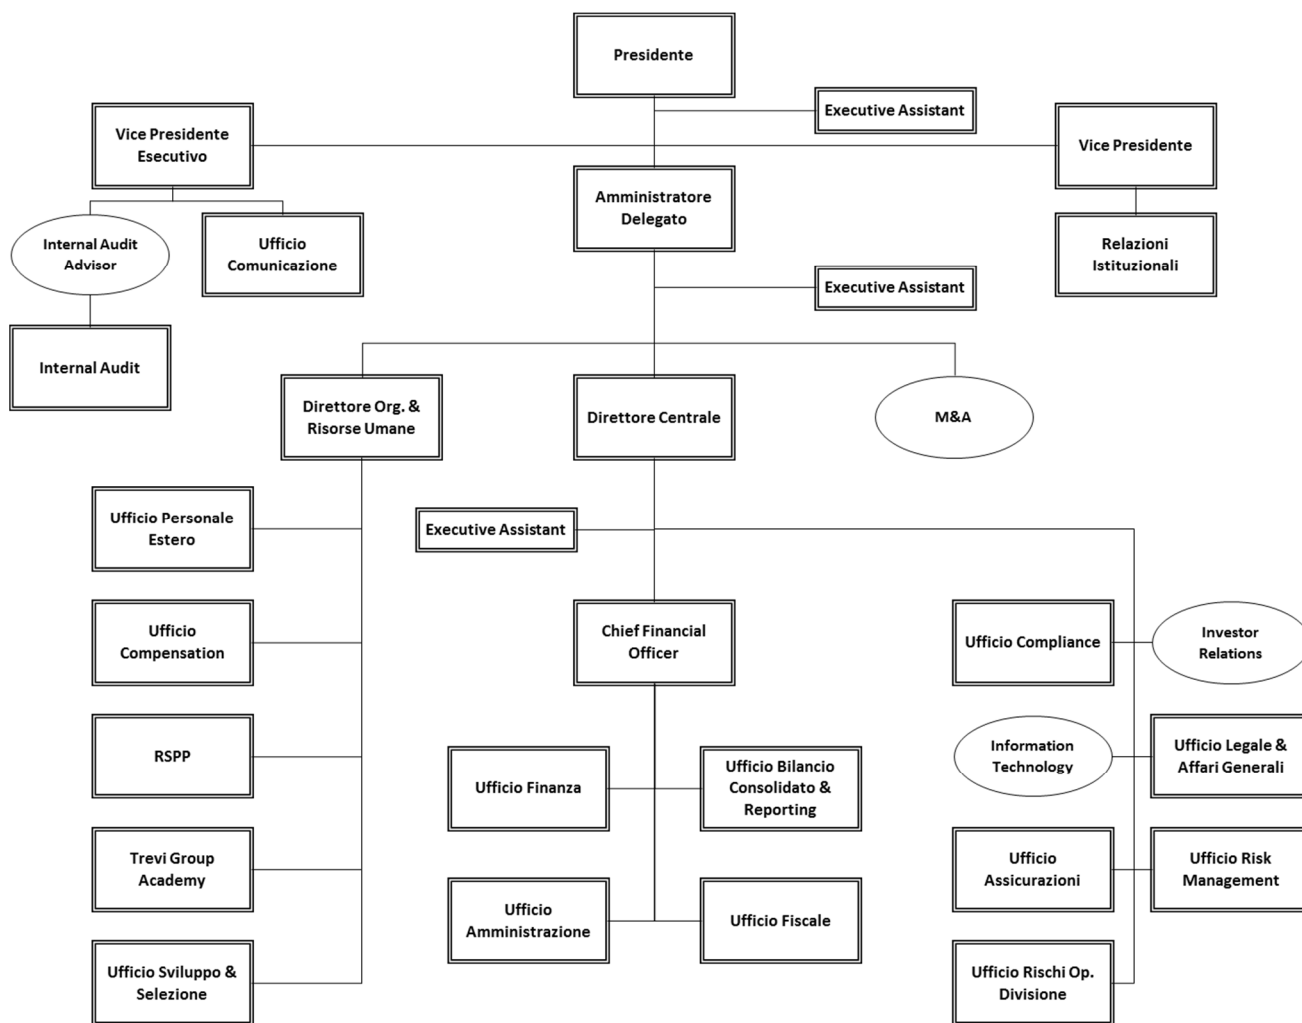 Presidente
Executive Assistant
Vice Presidente
Esecutivo
Vice Presidente
Amministratore
Delegato
Internal Audit
Advisor
Ufficio
Comunicazione
Relazioni
Istituzionali
Executive Assistant
Internal Audit
Direttore Org. &
Risorse Umane
Direttore Centrale
M&A
Ufficio Personale
Estero
Executive Assistant
Ufficio
Compensation
Chief Financial
Officer
Ufficio Compliance
Investor
Relations
RSPP
Information
Technology
Ufficio Legale &
Affari Generali
Ufficio Finanza
Ufficio Bilancio
Consolidato &
Reporting
Trevi Group
Academy
Ufficio
Assicurazioni
Ufficio Risk
Management
Ufficio
Amministrazione
Ufficio Fiscale
Ufficio Sviluppo &
Selezione
Ufficio Rischi Op.
Divisione